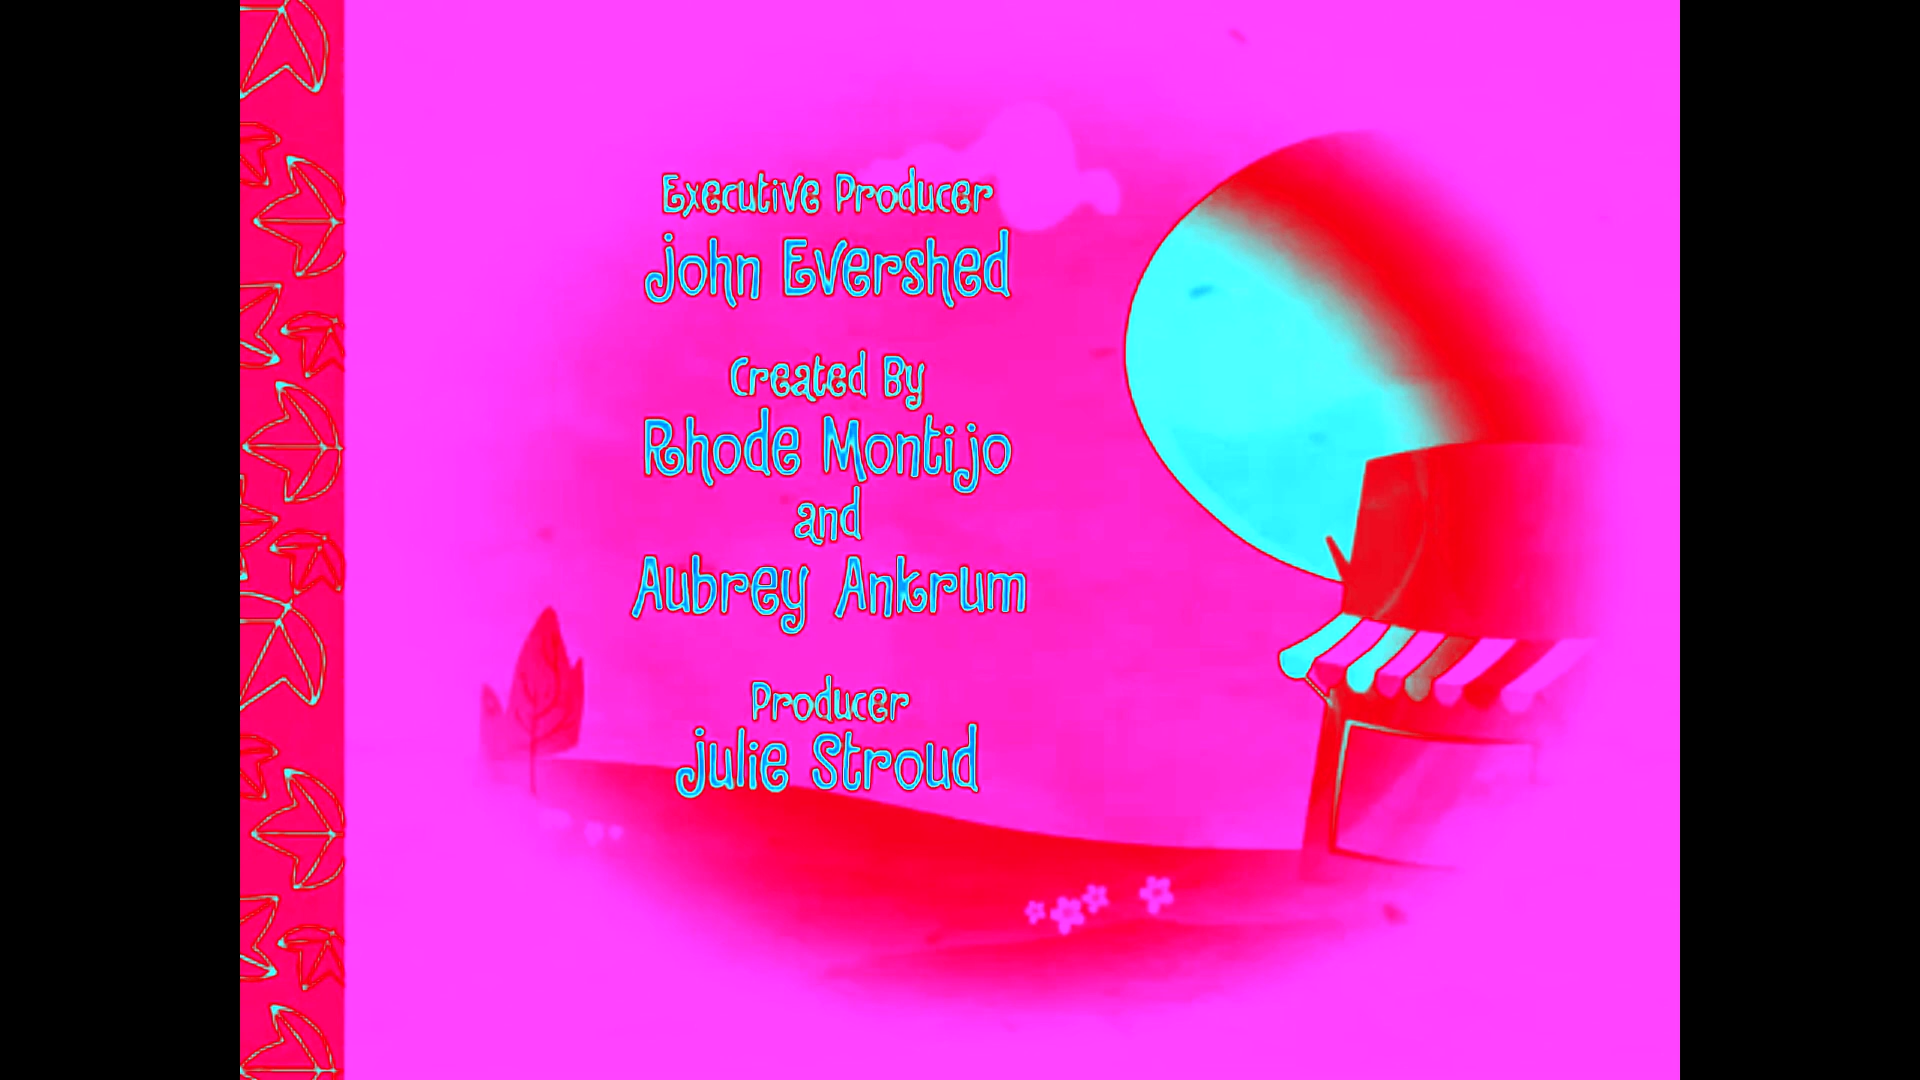 Executive Producer
John Evershed
Created By
Rhode Montijo
and
Aubrey Ankrum
Producer
Julie Stroud